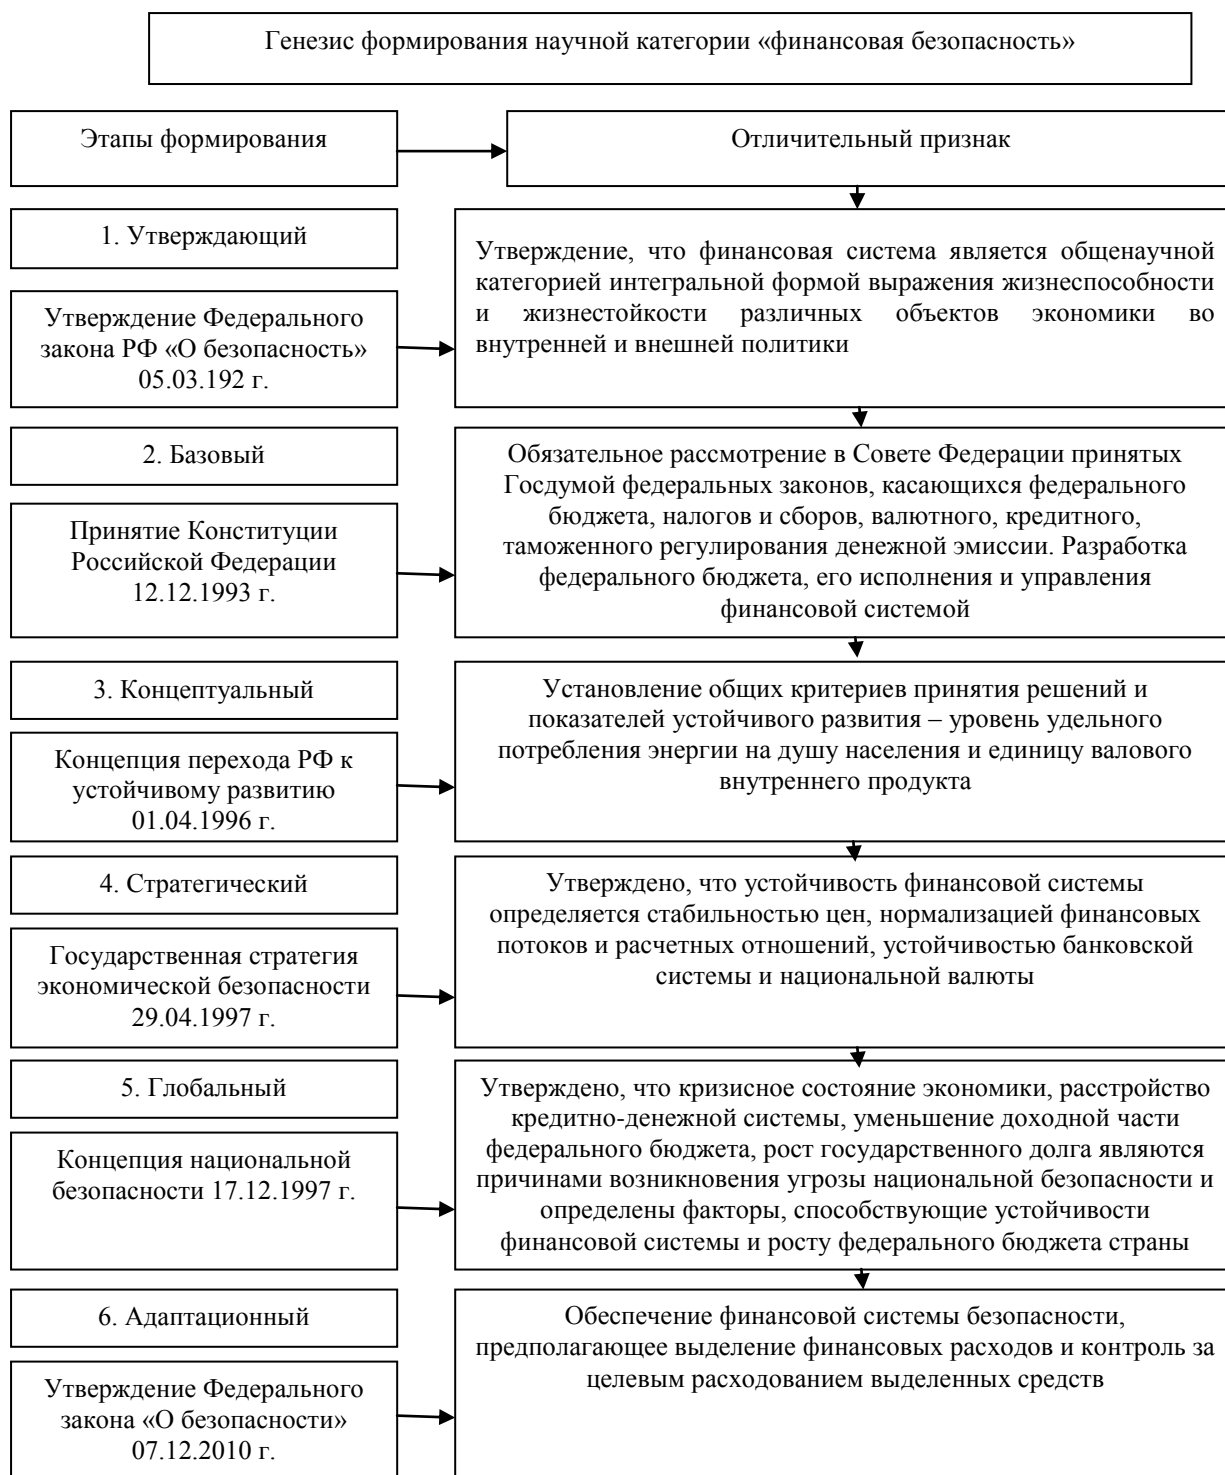 Генезис формирования научной категории «финансовая безопасность»
Этапы формирования
Отличительный признак
1. Утверждающий
Утверждение Федерального
закона РФ «О безопасность»
05.03.192 г.
Утверждение, что финансовая система является общенаучной
категорией интегральной формой выражения жизнеспособности
и жизнестойкости различных объектов экономики во
внутренней и внешней политики
2. Базовый
Принятие Конституции
Российской Федерации
12.12.1993 г.
Обязательное рассмотрение в Совете Федерации принятых
Госдумой федеральных законов, касающихся федерального
бюджета, налогов и сборов, валютного, кредитного,
таможенного регулирования денежной эмиссии. Разработка
федерального бюджета, его исполнения и управления
финансовой системой
3. Концептуальный
Концепция перехода РФ к
устойчивому развитию
01.04.1996 г.
Установление общих критериев принятия решений и
показателей устойчивого развития – уровень удельного
потребления энергии на душу населения и единицу валового
внутреннего продукта
4. Стратегический
Государственная стратегия
экономической безопасности
29.04.1997 г.
Утверждено, что устойчивость финансовой системы
определяется стабильностью цен, нормализацией финансовых
потоков и расчетных отношений, устойчивостью банковской
системы и национальной валюты
5. Глобальный
Концепция национальной
безопасности 17.12.1997 г.
Утверждено, что кризисное состояние экономики, расстройство
кредитно-денежной системы, уменьшение доходной части
федерального бюджета, рост государственного долга являются
причинами возникновения угрозы национальной безопасности и
определены факторы, способствующие устойчивости
финансовой системы и росту федерального бюджета страны
6. Адаптационный
Утверждение Федерального
закона «О безопасности»
07.12.2010 г.
Обеспечение финансовой системы безопасности,
предполагающее выделение финансовых расходов и контроль за
целевым расходованием выделенных средств